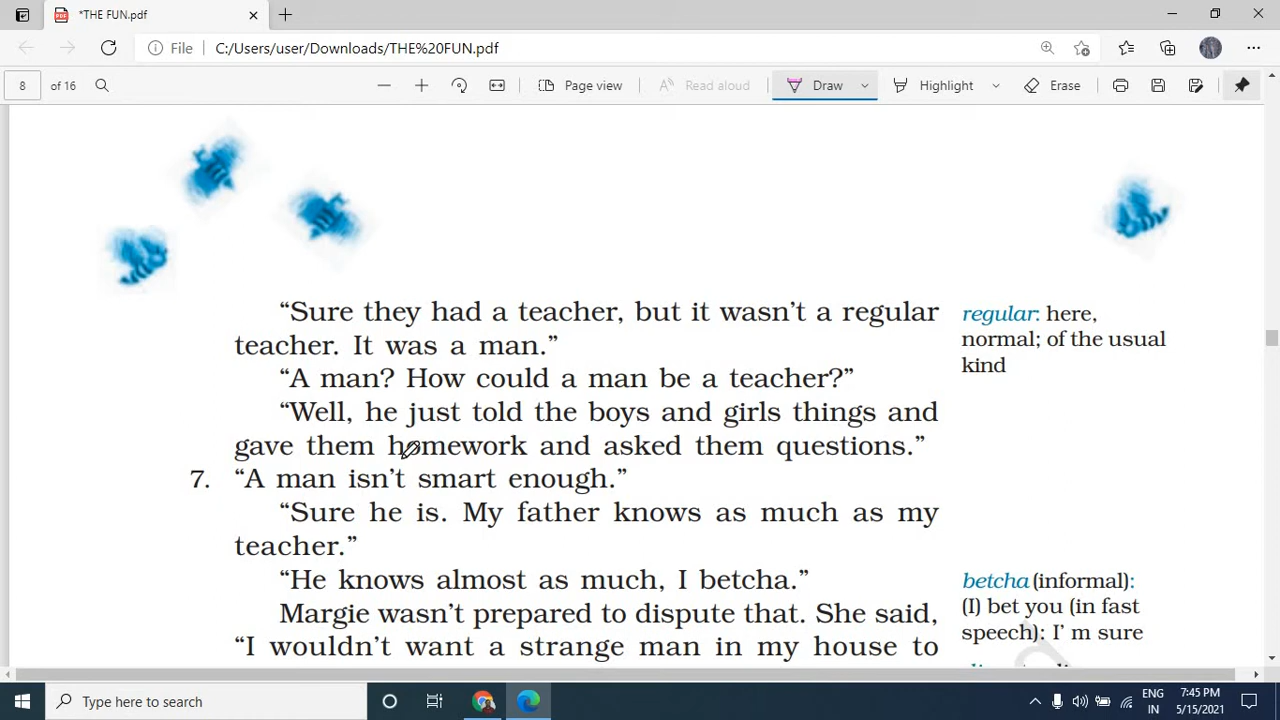 *THE FUN.pdf
File C:/Users/user/Downloads/THE%20FUN.pdf
8 of 16 Page view Read aloud Draw Highlight Erase
“Sure they had a teacher, but it wasn’t a regular
teacher. It was a man.”
“A man? How could a man be a teacher?”
“Well, he just told the boys and girls things and
gave them homework and asked them questions.”
7. “A man isn’t smart enough.”
“Sure he is. My father knows as much as my
teacher.”
“He knows almost as much, I betcha.”
Margie wasn’t prepared to dispute that. She said,
“I wouldn’t want a strange man in my house to
regular: here,
normal; of the usual
kind
betcha (informal):
(I) bet you (in fast
speech): I’ m sure
Type here to search
ENG
IN
7:45 PM
5/15/2021